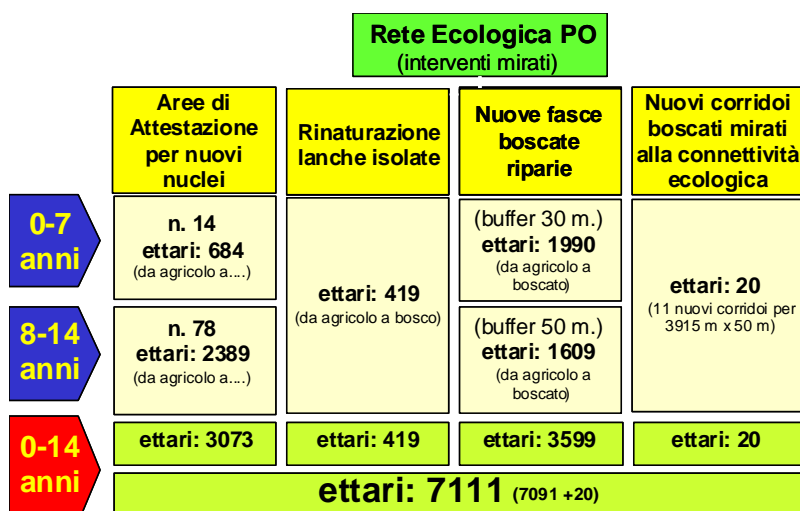 Rete Ecologica PO
(interventi mirati)
Aree di
Attestazione
per nuovi
nuclei
Rinaturazione
lanche isolate
Nuove fasce
boscate
riparie
Nuovi corridoi
boscati mirati
alla connettività
ecologica
0-7
anni
n. 14
ettari: 684
(da agricolo a....)
ettari: 419
(da agricolo a bosco)
(buffer 30 m.)
ettari: 1990
(da agricolo a
boscato)
ettari: 20
(11 nuovi corridoi per
3915 m x 50 m)
8-14
anni
n. 78
ettari: 2389
(da agricolo a....)
(buffer 50 m.)
ettari: 1609
(da agricolo a
boscato)
0-14
anni
ettari: 3073
ettari: 419
ettari: 3599
ettari: 20
ettari: 7111 (7091 +20)